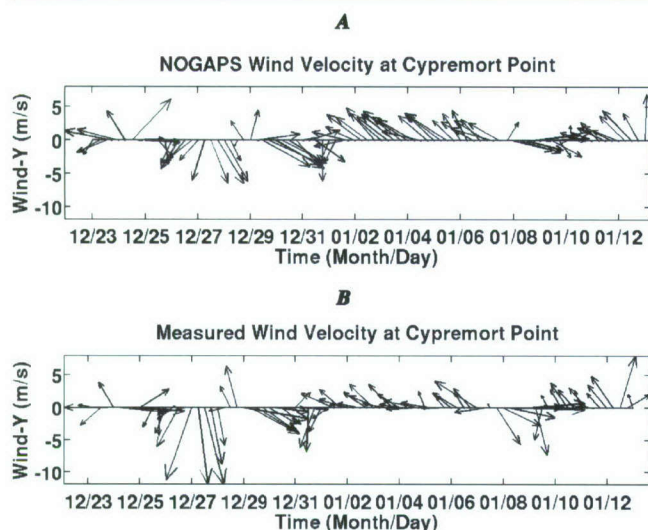 A
NOGAPS Wind Velocity at Cypremort Point
Wind-Y (m/s)
5
0
-5
-10
12/23 12/25 12/27 12/29 12/31 01/02 01/04 01/06 01/08 01/10 01/12
Time (Month/Day)
B
Measured Wind Velocity at Cypremort Point
Wind-Y (m/s)
5
0
-5
-10
12/23 12/25 12/27 12/29 12/31 01/02 01/04 01/06 01/08 01/10 01/12
Time (Month/Day)